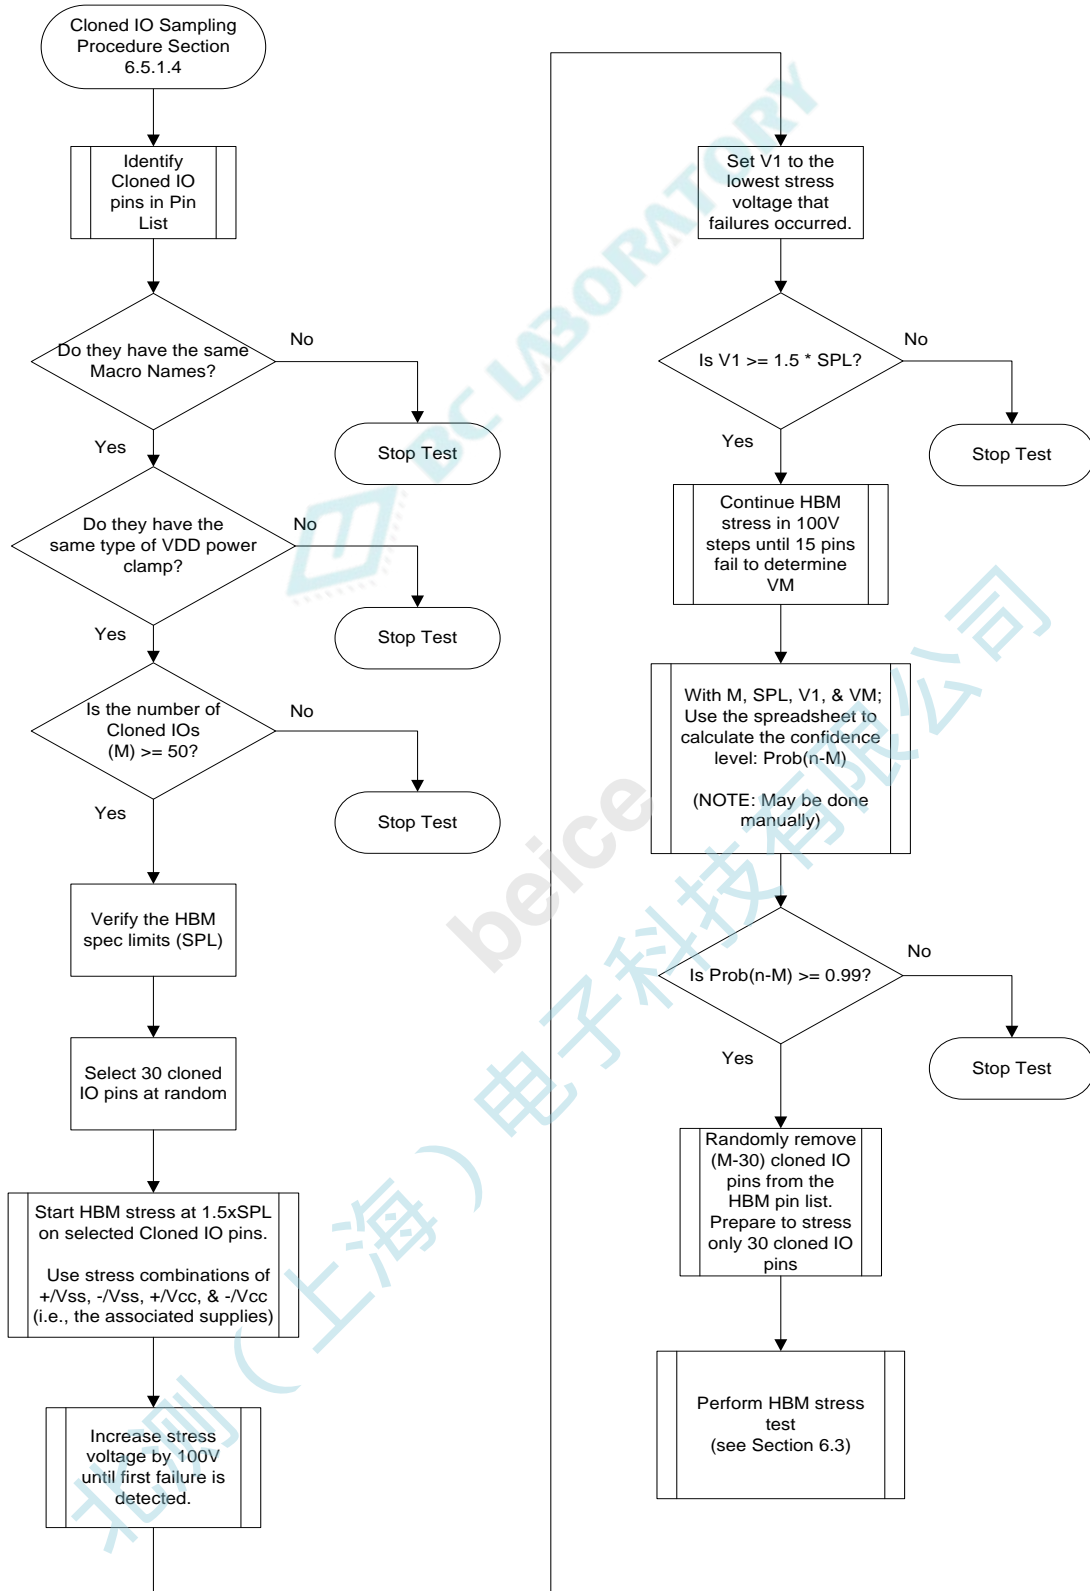 Cloned IO Sampling
Procedure Section
6.5.1.4
Identify
Cloned IO
pins in Pin
List
Do they have the same
Macro Names?
No
Stop Test
Yes
Do they have the
same type of VDD power
clamp?
No
Stop Test
Yes
Is the number of
Cloned IOs
(M) >= 50?
No
Stop Test
Yes
Verify the HBM
spec limits (SPL)
Select 30 cloned
IO pins at random
Start HBM stress at 1.5xSPL
on selected Cloned IO pins.
Use stress combinations of
+/Vss, -/Vss, +/Vcc, & -/Vcc
(i.e., the associated supplies)
Increase stress
voltage by 100V
until first failure is
detected.
Set V1 to the
lowest stress
voltage that
failures occurred.
Is V1 >= 1.5 * SPL?
No
Stop Test
Yes
Continue HBM
stress in 100V
steps until 15 pins
fail to determine
VM
With M, SPL, V1, & VM;
Use the spreadsheet to
calculate the confidence
level: Prob(n-M)
(NOTE: May be done
manually)
Is Prob(n-M) >= 0.99?
No
Stop Test
Yes
Randomly remove
(M-30) cloned IO
pins from the
HBM pin list.
Prepare to stress
only 30 cloned IO
pins
Perform HBM stress
test
(see Section 6.3)
BC LABORATORY
beice
北测（上海）电子科技有限公司